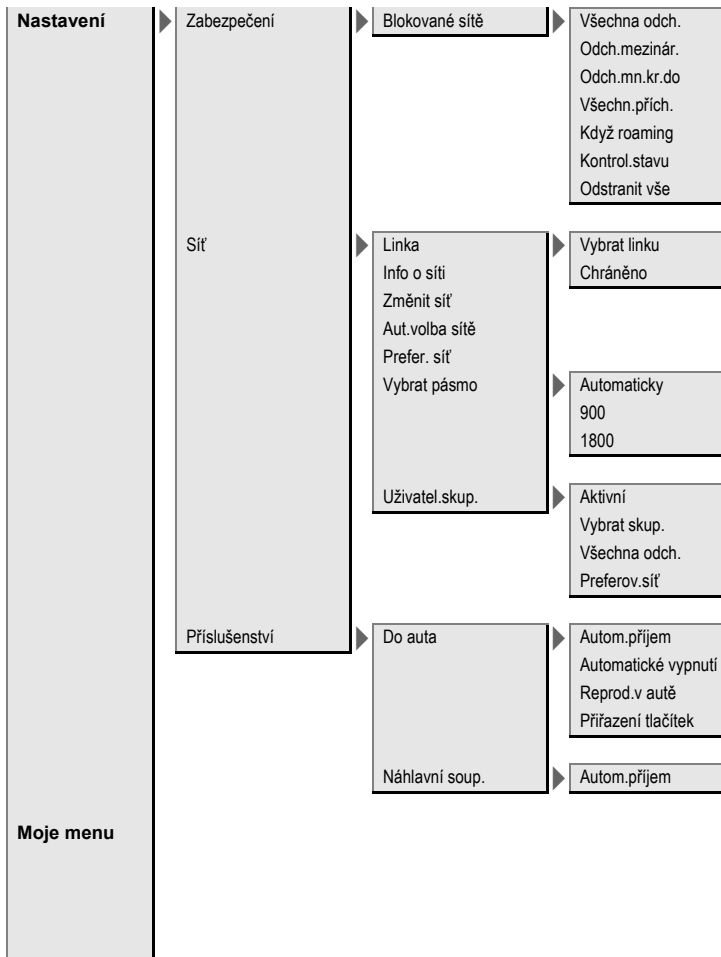 Nastavení
Zabezpečení
Blokované sítě
Všechna odch.
Odch.mezinár.
Odch.mn.kr.do
Všechn.přích.
Když roaming
Kontrol.stavu
Odstranit vše
Síť
Linka
Vybrat linku
Info o síti
Chráněno
Změnit síť
Aut.volba sítě
Prefer. síť
Vybrat pásmo
Automaticky
900
1800
Uživatel.skup.
Aktivní
Vybrat skup.
Všechna odch.
Preferov.síť
Příslušenství
Do auta
Autom.příjem
Automatické vypnutí
Reprod.v autě
Přiřazení tlačítek
Náhlavní soup.
Autom.příjem
Moje menu